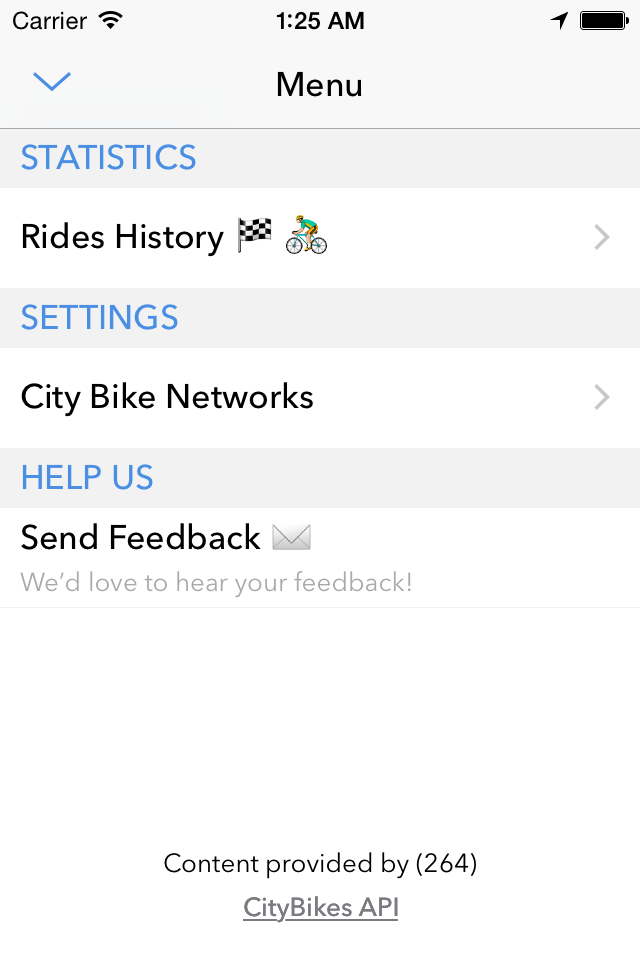 Carrier 1:25 AM
Menu
STATISTICS
Rides History 🏁 🚴
SETTINGS
City Bike Networks
HELP US
Send Feedback ✉️
We’d love to hear your feedback!
Content provided by (264)
CityBikes API